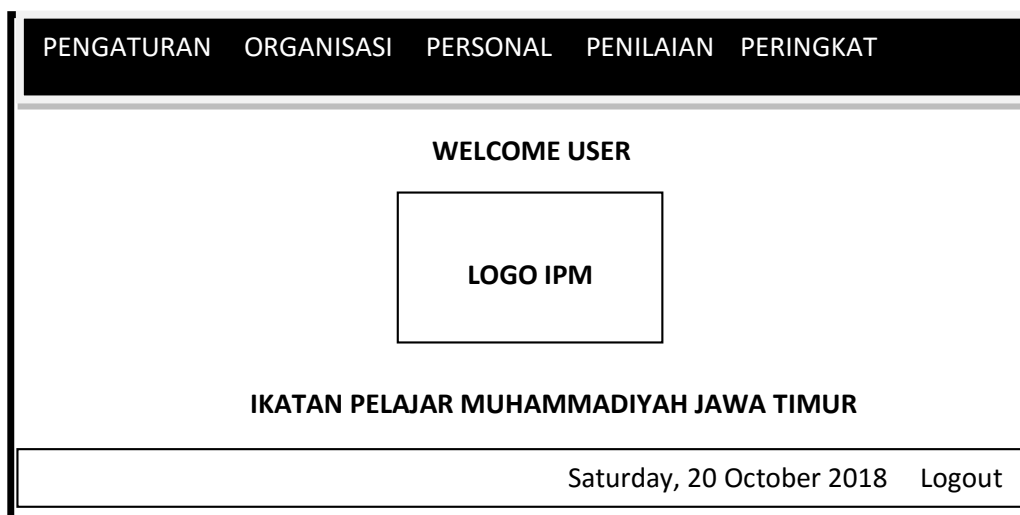 PENGATURAN ORGANISASI PERSONAL PENILAIAN PERINGKAT
WELCOME USER
LOGO IPM
IKATAN PELAJAR MUHAMMADIYAH JAWA TIMUR
Saturday, 20 October 2018 Logout